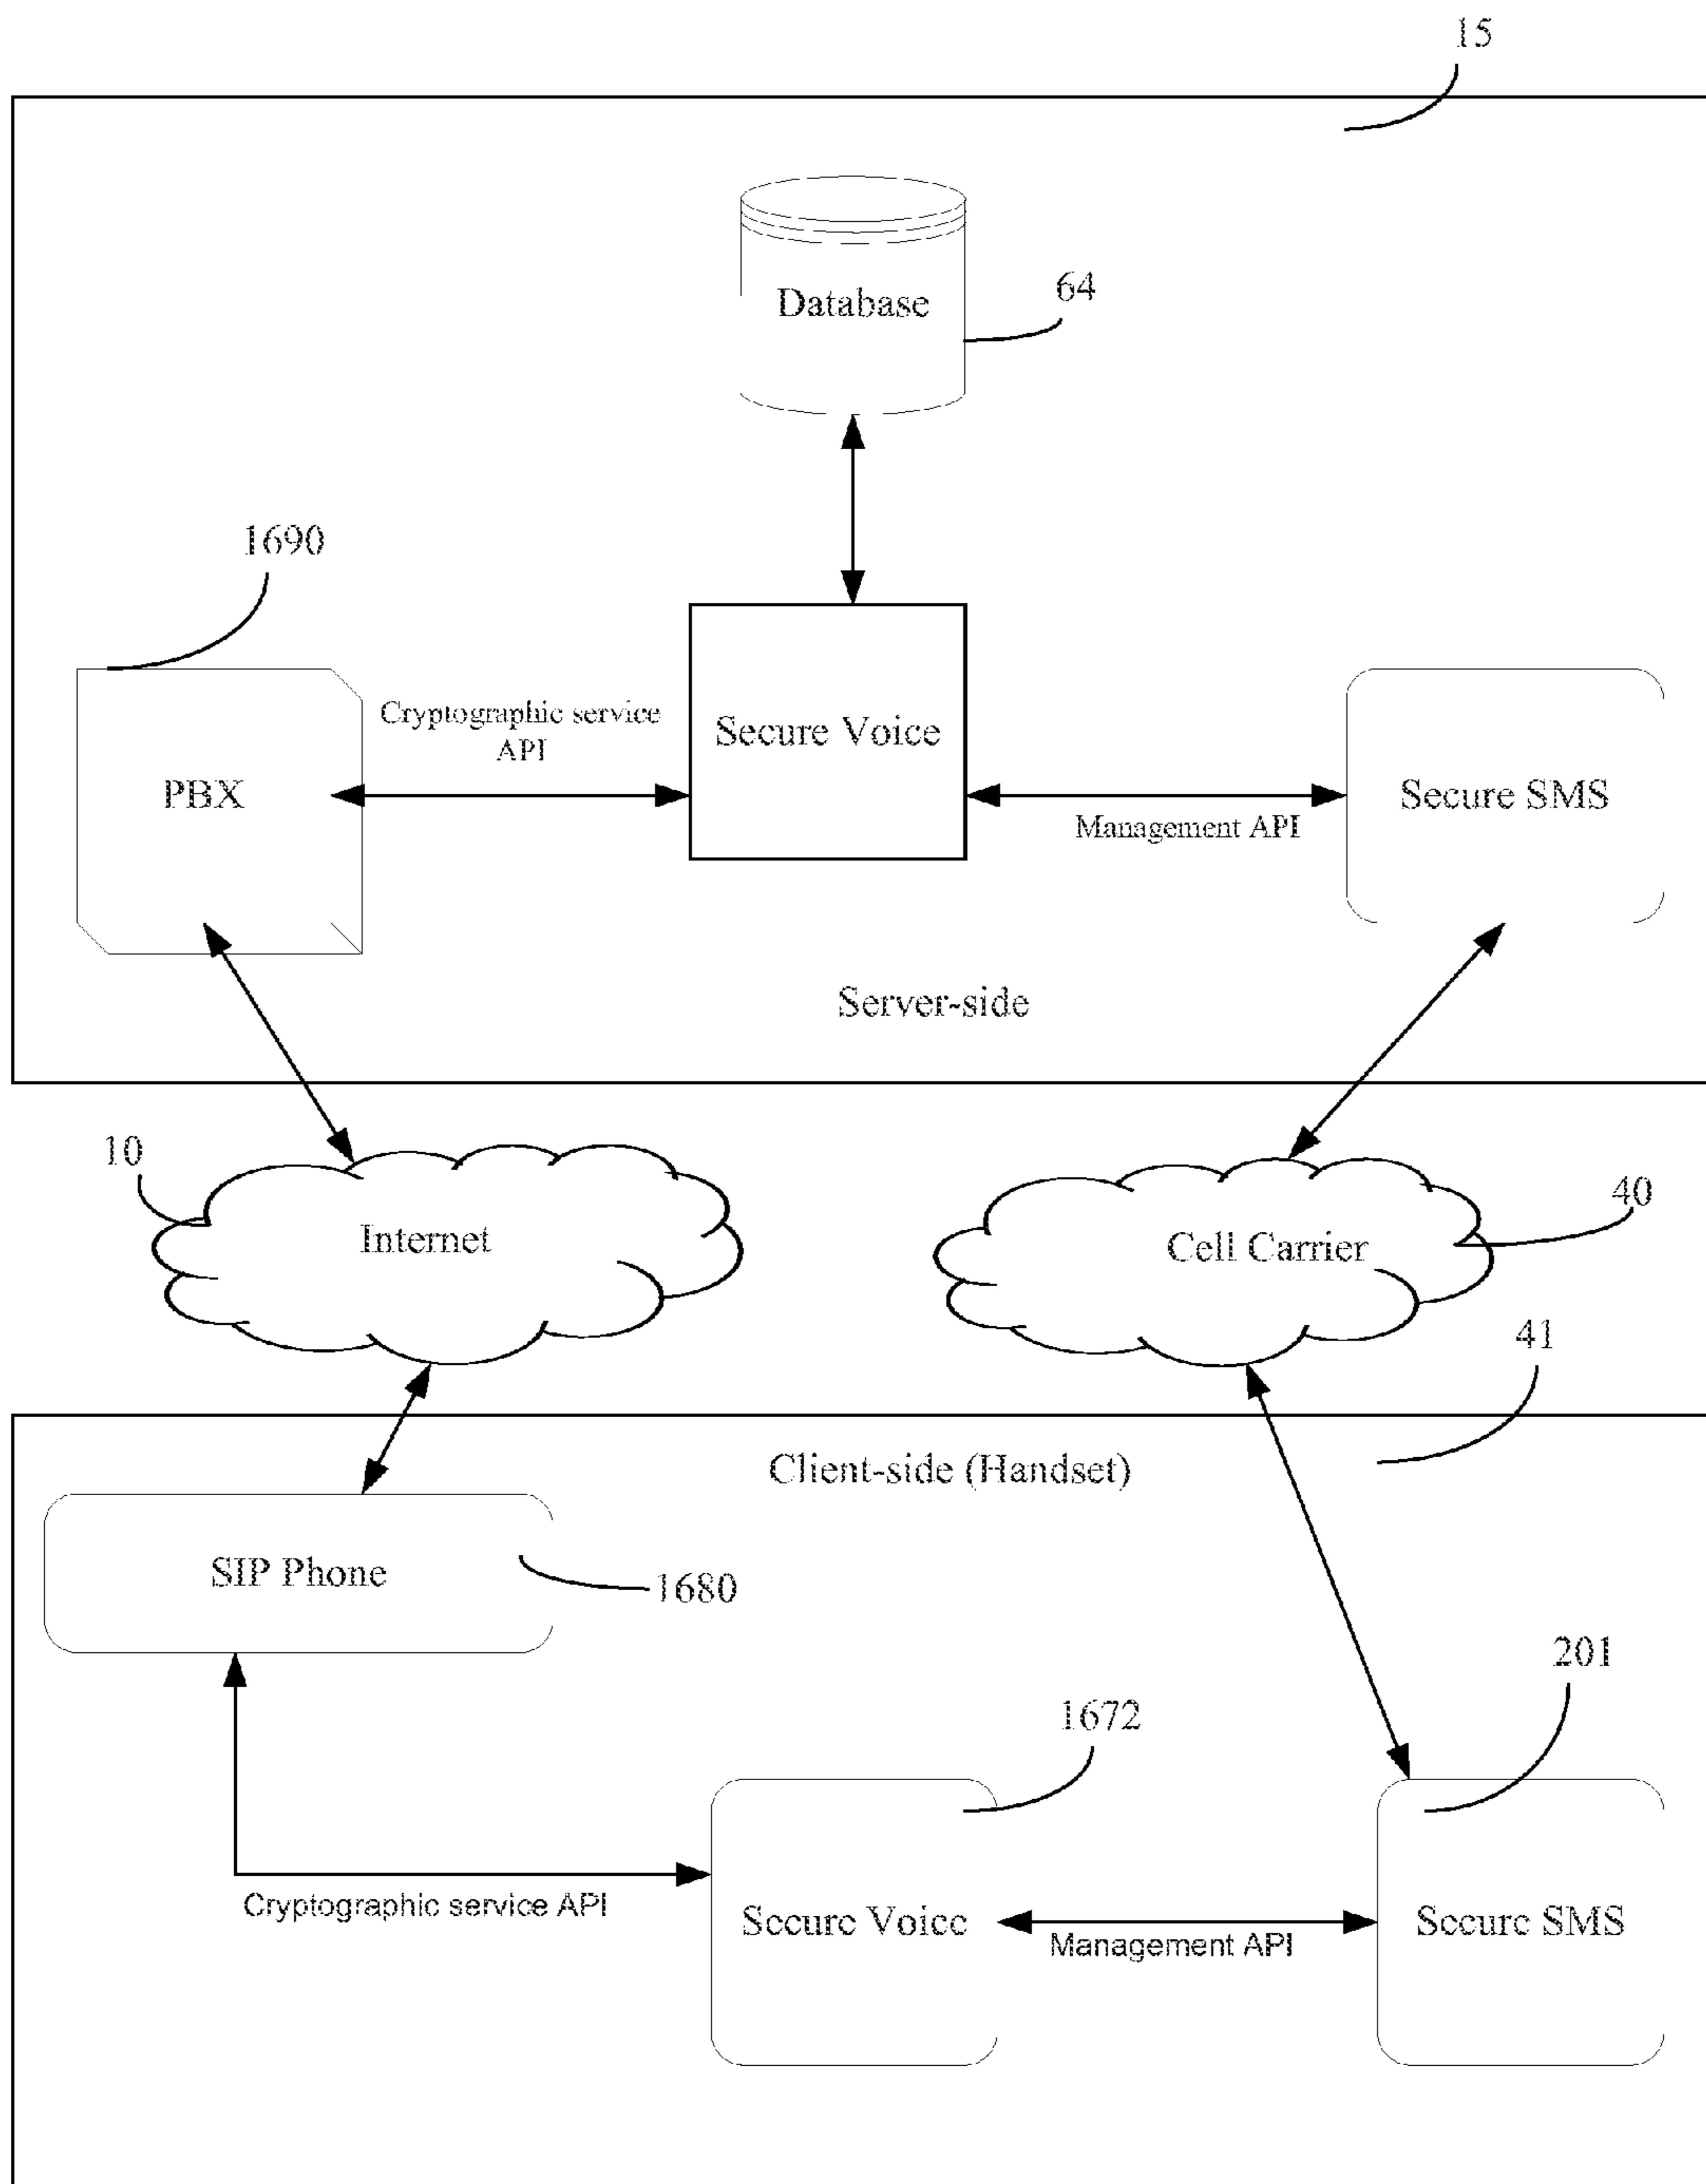 15
Database
64
1690
Cryptographic service
API
Secure Voice
PBX
Secure SMS
Management API
Server-side
10
Internet
40
Cell Carrier
41
Client-side (Handset)
SIP Phone
1680
201
1672
Cryptographic service API
Secure Voice
Secure SMS
Management API